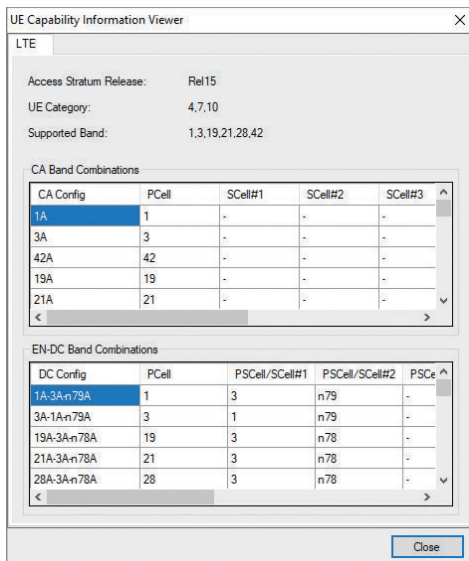 UE Capability Information Viewer
LTE
Access Stratum Release: Rel15
UE Category: 4,7,10
Supported Band: 1,3,19,21,28,42
CA Band Combinations
CA Config PCell SCell#1 SCell#2 SCell#3
1A 1 - - -
3A 3 - - -
42A 42 - - -
19A 19 - - -
21A 21 - - -
EN-DC Band Combinations
DC Config PCell PSCell/SCell#1 PSCell/SCell#2 PSCe
1A-3A-n79A 1 3 n79 -
3A-1A-n79A 3 1 n79 -
19A-3A-n78A 19 3 n78 -
21A-3A-n78A 21 3 n78 -
28A-3A-n78A 28 3 n78 -
Close